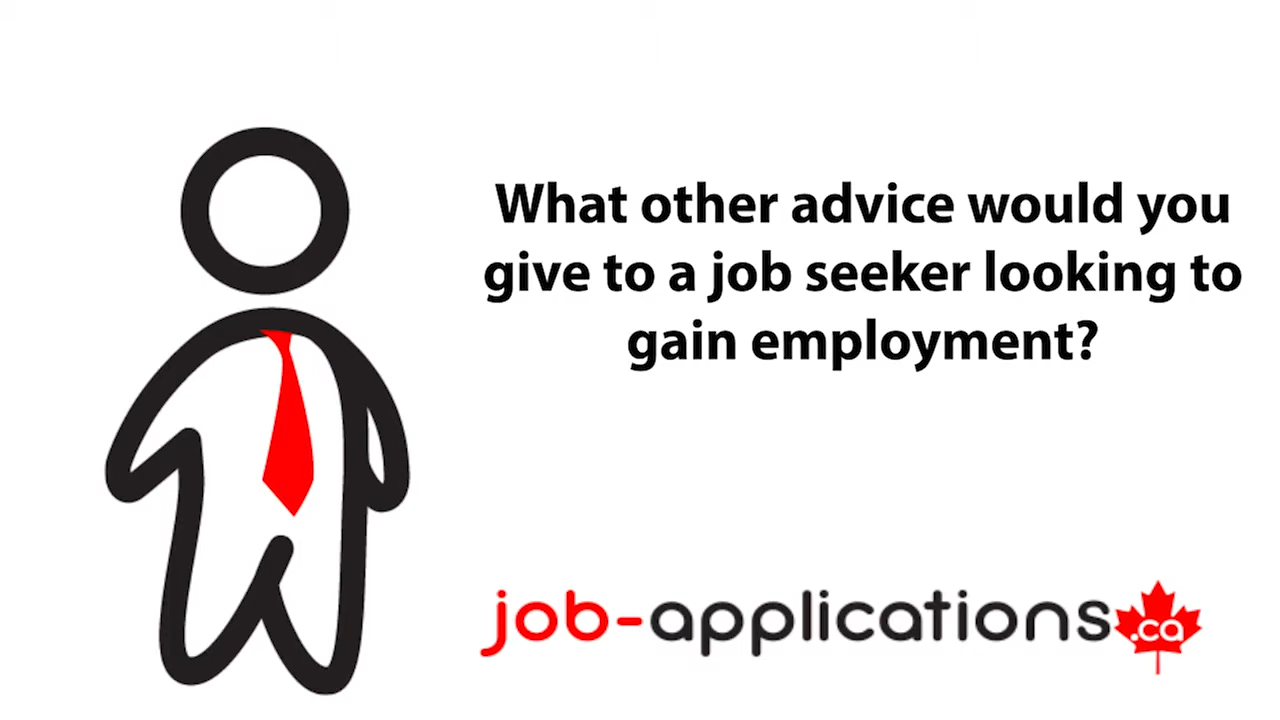 What other advice would you
give to a job seeker looking to
gain employment?
job-applications.ca